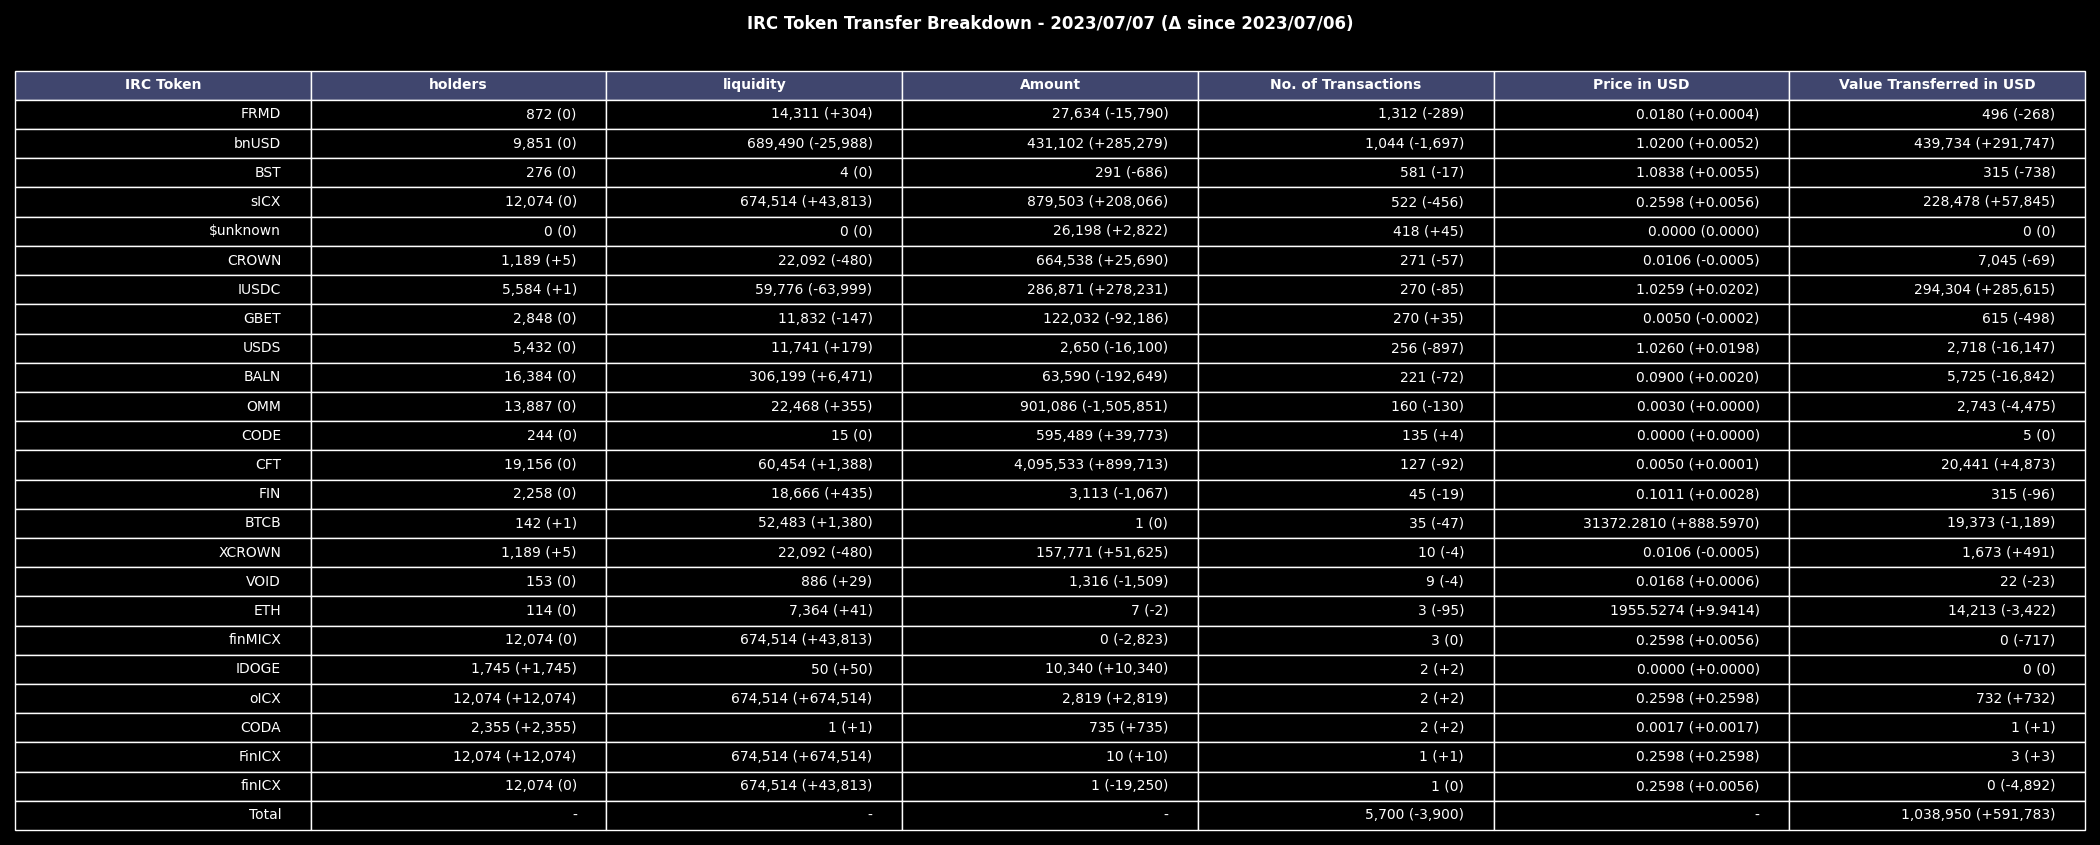 IRC Token Transfer Breakdown - 2023/07/07 (Δ since 2023/07/06)
IRC Token holders liquidity Amount No. of Transactions Price in USD Value Transferred in USD
FRMD 872 (0) 14,311 (+304) 27,634 (-15,790) 1,312 (-289) 0.0180 (+0.0004) 496 (-268)
bnUSD 9,851 (0) 689,490 (-25,988) 431,102 (+285,279) 1,044 (-1,697) 1.0200 (+0.0052) 439,734 (+291,747)
BST 276 (0) 4 (0) 291 (-686) 581 (-17) 1.0838 (+0.0055) 315 (-738)
sICX 12,074 (0) 674,514 (+43,813) 879,503 (+208,066) 522 (-456) 0.2598 (+0.0056) 228,478 (+57,845)
$unknown 0 (0) 0 (0) 26,198 (+2,822) 418 (+45) 0.0000 (0.0000) 0 (0)
CROWN 1,189 (+5) 22,092 (-480) 664,538 (+25,690) 271 (-57) 0.0106 (-0.0005) 7,045 (-69)
IUSDC 5,584 (+1) 59,776 (-63,999) 286,871 (+278,231) 270 (-85) 1.0259 (+0.0202) 294,304 (+285,615)
GBET 2,848 (0) 11,832 (-147) 122,032 (-92,186) 270 (+35) 0.0050 (-0.0002) 615 (-498)
USDS 5,432 (0) 11,741 (+179) 2,650 (-16,100) 256 (-897) 1.0260 (+0.0198) 2,718 (-16,147)
BALN 16,384 (0) 306,199 (+6,471) 63,590 (-192,649) 221 (-72) 0.0900 (+0.0020) 5,725 (-16,842)
OMM 13,887 (0) 22,468 (+355) 901,086 (-1,505,851) 160 (-130) 0.0030 (+0.0000) 2,743 (-4,475)
CODE 244 (0) 15 (0) 595,489 (+39,773) 135 (+4) 0.0000 (+0.0000) 5 (0)
CFT 19,156 (0) 60,454 (+1,388) 4,095,533 (+899,713) 127 (-92) 0.0050 (+0.0001) 20,441 (+4,873)
FIN 2,258 (0) 18,666 (+435) 3,113 (-1,067) 45 (-19) 0.1011 (+0.0028) 315 (-96)
BTCB 142 (+1) 52,483 (+1,380) 1 (0) 35 (-47) 31372.2810 (+888.5970) 19,373 (-1,189)
XCROWN 1,189 (+5) 22,092 (-480) 157,771 (+51,625) 10 (-4) 0.0106 (-0.0005) 1,673 (+491)
VOID 153 (0) 886 (+29) 1,316 (-1,509) 9 (-4) 0.0168 (+0.0006) 22 (-23)
ETH 114 (0) 7,364 (+41) 7 (-2) 3 (-95) 1955.5274 (+9.9414) 14,213 (-3,422)
finMICX 12,074 (0) 674,514 (+43,813) 0 (-2,823) 3 (0) 0.2598 (+0.0056) 0 (-717)
IDOGE 1,745 (+1,745) 50 (+50) 10,340 (+10,340) 2 (+2) 0.0000 (+0.0000) 0 (0)
oICX 12,074 (+12,074) 674,514 (+674,514) 2,819 (+2,819) 2 (+2) 0.2598 (+0.2598) 732 (+732)
CODA 2,355 (+2,355) 1 (+1) 735 (+735) 2 (+2) 0.0017 (+0.0017) 1 (+1)
FinICX 12,074 (+12,074) 674,514 (+674,514) 10 (+10) 1 (+1) 0.2598 (+0.2598) 3 (+3)
finICX 12,074 (0) 674,514 (+43,813) 1 (-19,250) 1 (0) 0.2598 (+0.0056) 0 (-4,892)
Total - - - 5,700 (-3,900) - 1,038,950 (+591,783)